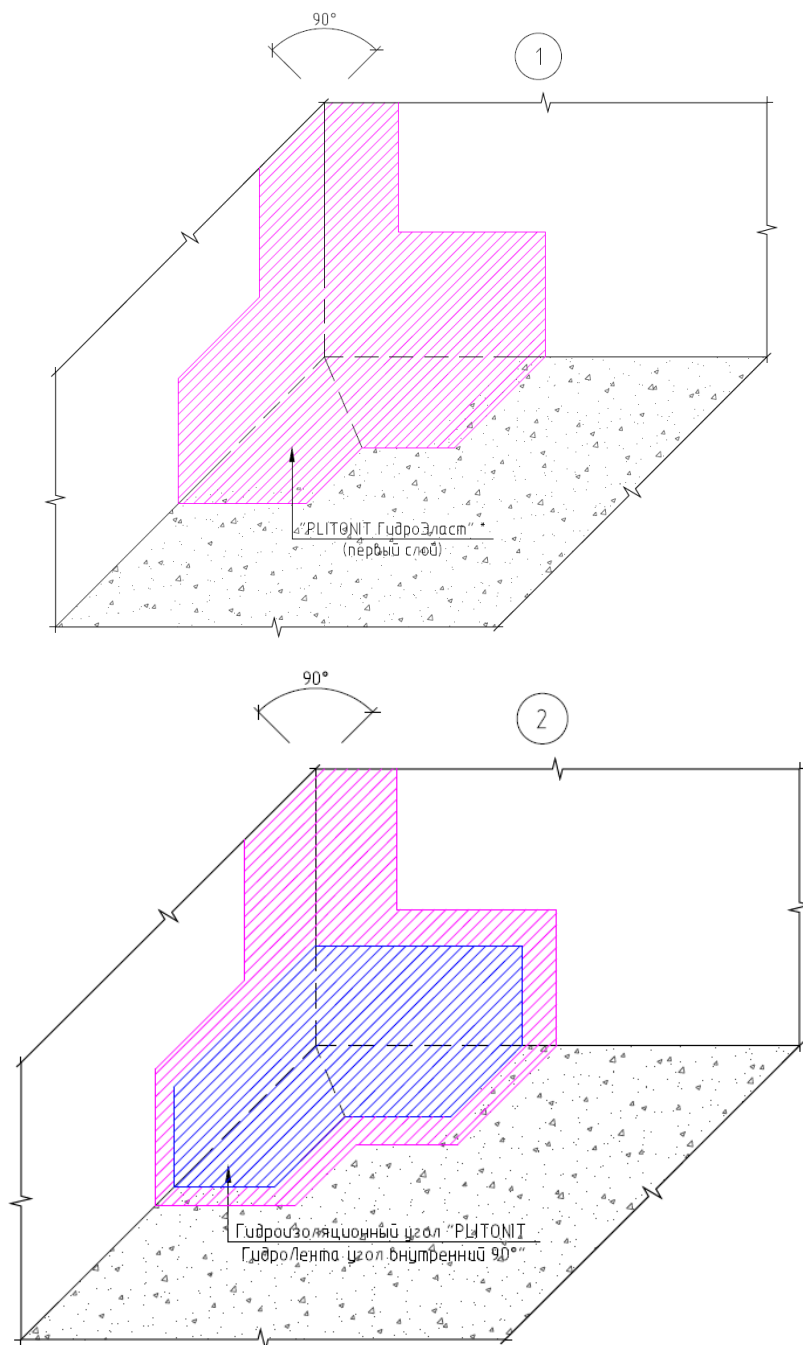 90°
1
“PLITONIT ГидроЭласт” *
(первый слой)
90°
2
Гидроизоляционный угол “PLITONIT
ГидроЛента угол внутренний 90°”